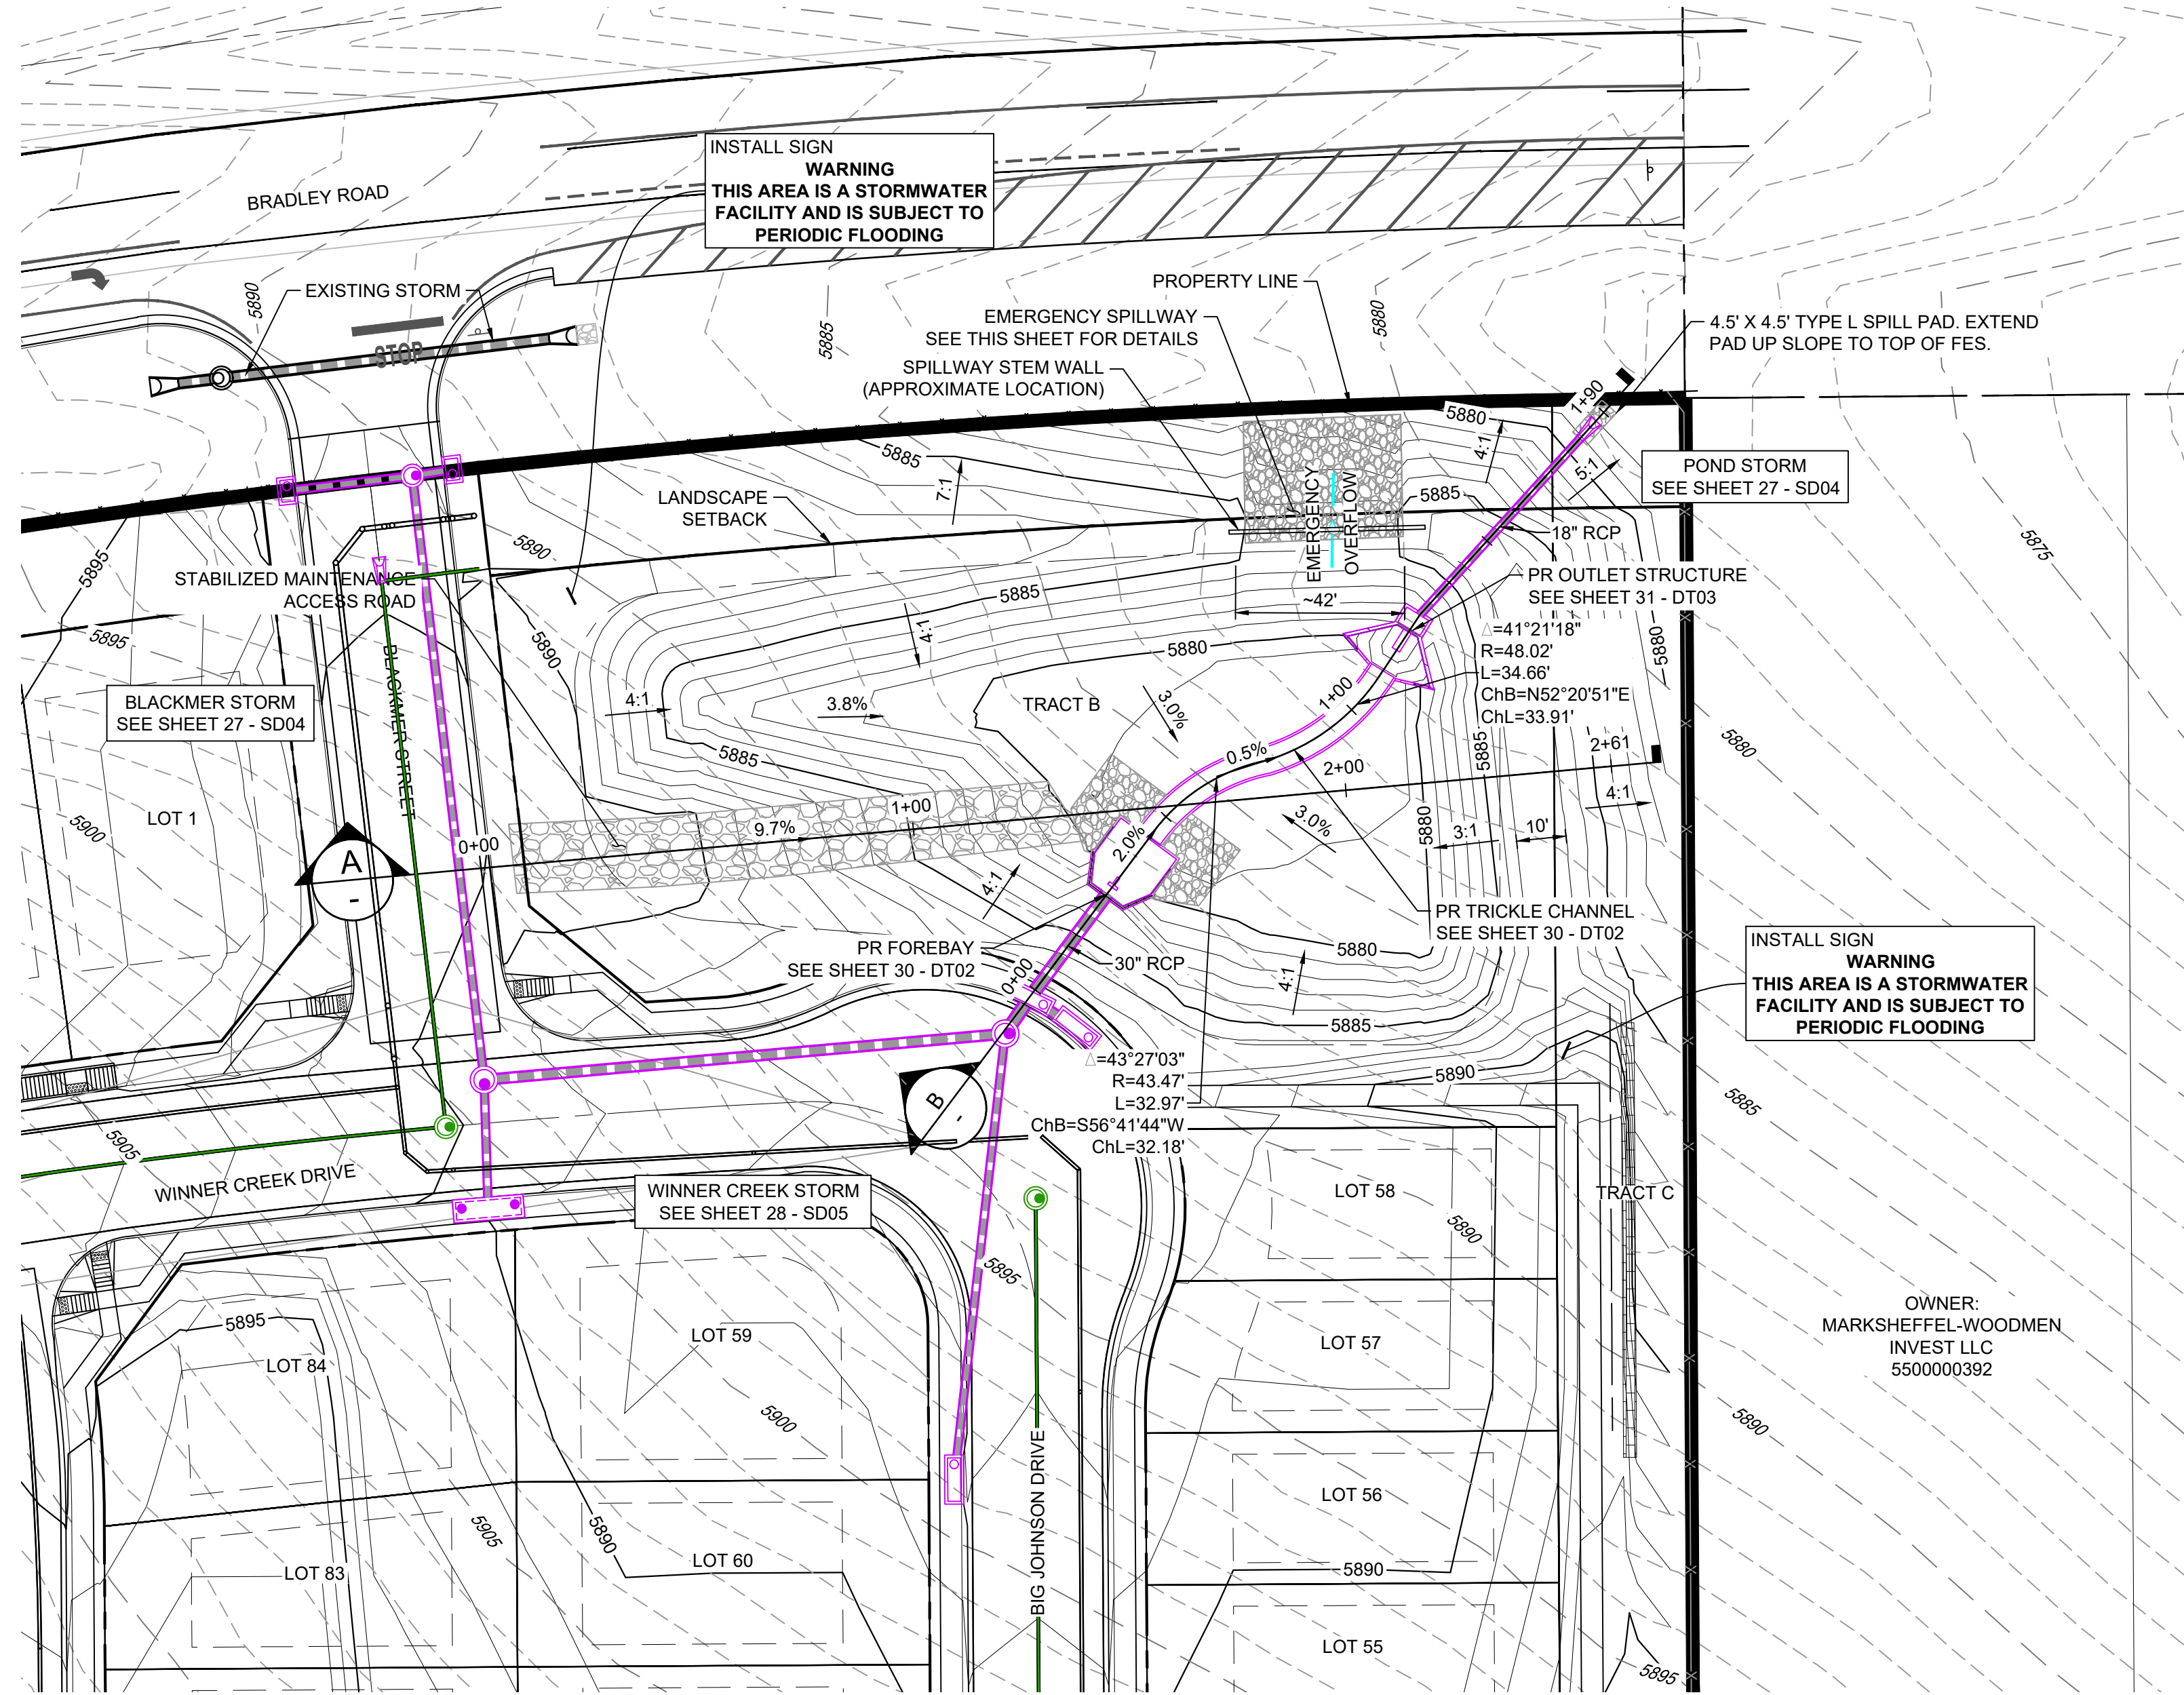 INSTALL SIGN
WARNING
THIS AREA IS A STORMWATER
FACILITY AND IS SUBJECT TO
PERIODIC FLOODING
BRADLEY ROAD
5890
EXISTING STORM
STOP
5885
PROPERTY LINE
EMERGENCY SPILLWAY
SEE THIS SHEET FOR DETAILS
SPILLWAY STEM WALL
(APPROXIMATE LOCATION)
5880
4.5' X 4.5' TYPE L SPILL PAD. EXTEND
PAD UP SLOPE TO TOP OF FES.
1+90
5880
4:1
5:1
5885
7:1
POND STORM
SEE SHEET 27 - SD04
LANDSCAPE
SETBACK
5885
EMERGENCY
OVERFLOW
18" RCP
5890
5895
5875
STABILIZED MAINTENANCE
ACCESS ROAD
PR OUTLET STRUCTURE
SEE SHEET 31 - DT03
5885
~42'
4:1
5895
5890
5880
5880
△=41°21'18"
R=48.02'
L=34.66'
ChB=N52°20'51"E
ChL=33.91'
BLACKMER STORM
SEE SHEET 27 - SD04
BLACKMER STREET
4:1
3.8%
TRACT B
3.0%
1+00
5885
0.5%
2+00
5885
2+61
5880
4:1
LOT 1
5900
A
-
0+00
9.7%
1+00
2.0%
3.0%
5880
3:1
10'
4:1
PR TRICKLE CHANNEL
SEE SHEET 30 - DT02
PR FOREBAY
SEE SHEET 30 - DT02
0+00
30" RCP
5880
4:1
INSTALL SIGN
WARNING
THIS AREA IS A STORMWATER
FACILITY AND IS SUBJECT TO
PERIODIC FLOODING
5885
△=43°27'03"
R=43.47'
L=32.97'
ChB=S56°41'44"W
ChL=32.18'
5890
B
-
5885
5905
WINNER CREEK DRIVE
WINNER CREEK STORM
SEE SHEET 28 - SD05
LOT 58
TRACT C
5890
5895
5895
LOT 59
LOT 84
LOT 57
OWNER:
MARKSHEFFEL-WOODMEN
INVEST LLC
5500000392
5900
5890
BIG JOHNSON DRIVE
LOT 56
5905
5890
LOT 60
LOT 83
5890
LOT 55
5895